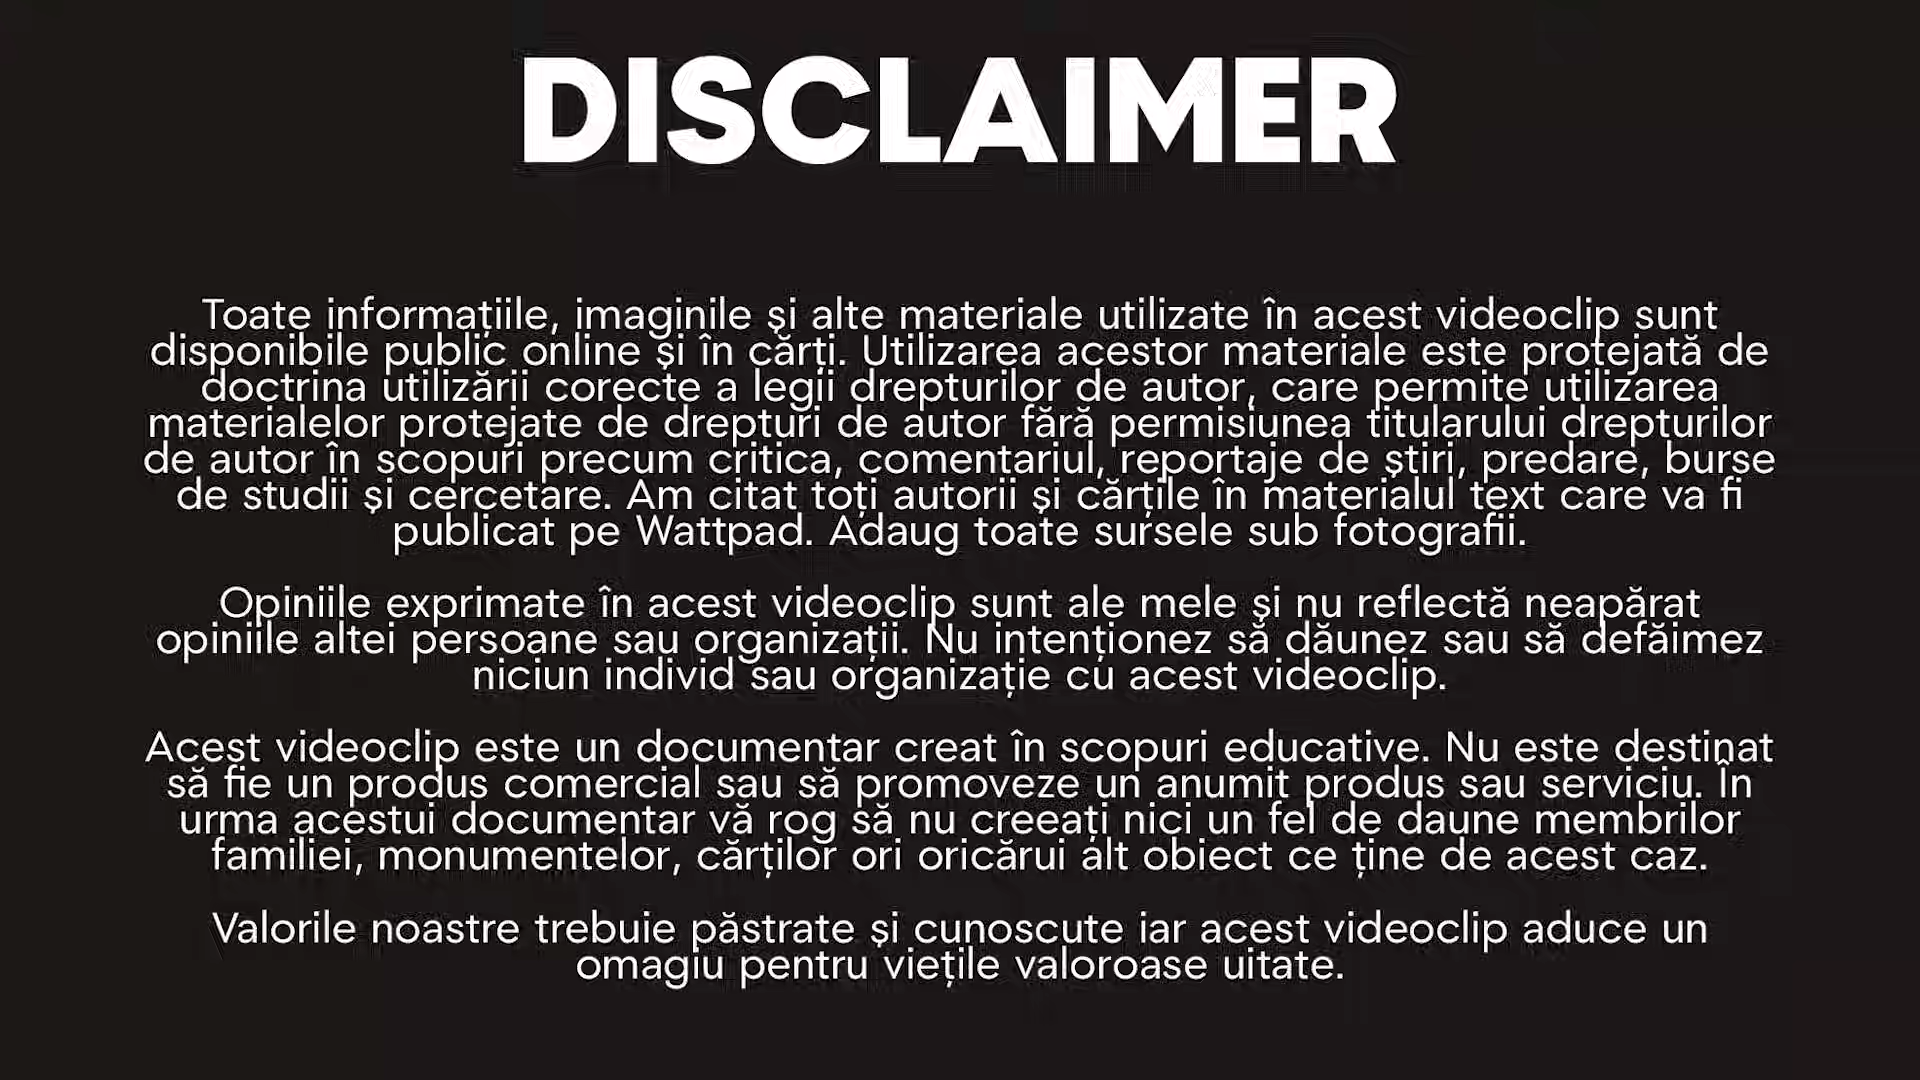 DISCLAIMER
Toate informațiile, imaginile și alte materiale utilizate în acest videoclip sunt
disponibile public online și în cărți. Utilizarea acestor materiale este protejată de
doctrina utilizării corecte a legii drepturilor de autor, care permite utilizarea
materialelor protejate de drepturi de autor fără permisiunea titularului drepturilor
de autor în scopuri precum critica, comentariul, reportaje de știri, predare, burse
de studii și cercetare. Am citat toți autorii și cărțile în materialul text care va fi
publicat pe Wattpad. Adaug toate sursele sub fotografii.
Opiniile exprimate în acest videoclip sunt ale mele și nu reflectă neapărat
opiniile altei persoane sau organizații. Nu intenționez să dăunez sau să defăimez
niciun individ sau organizație cu acest videoclip.
Acest videoclip este un documentar creat în scopuri educative. Nu este destinat
să fie un produs comercial sau să promoveze un anumit produs sau serviciu. În
urma acestui documentar vă rog să nu creeați nici un fel de daune membrilor
familiei, monumentelor, cărților ori oricărui alt obiect ce ține de acest caz.
Valorile noastre trebuie păstrate și cunoscute iar acest videoclip aduce un
omagiu pentru viețile valoroase uitate.